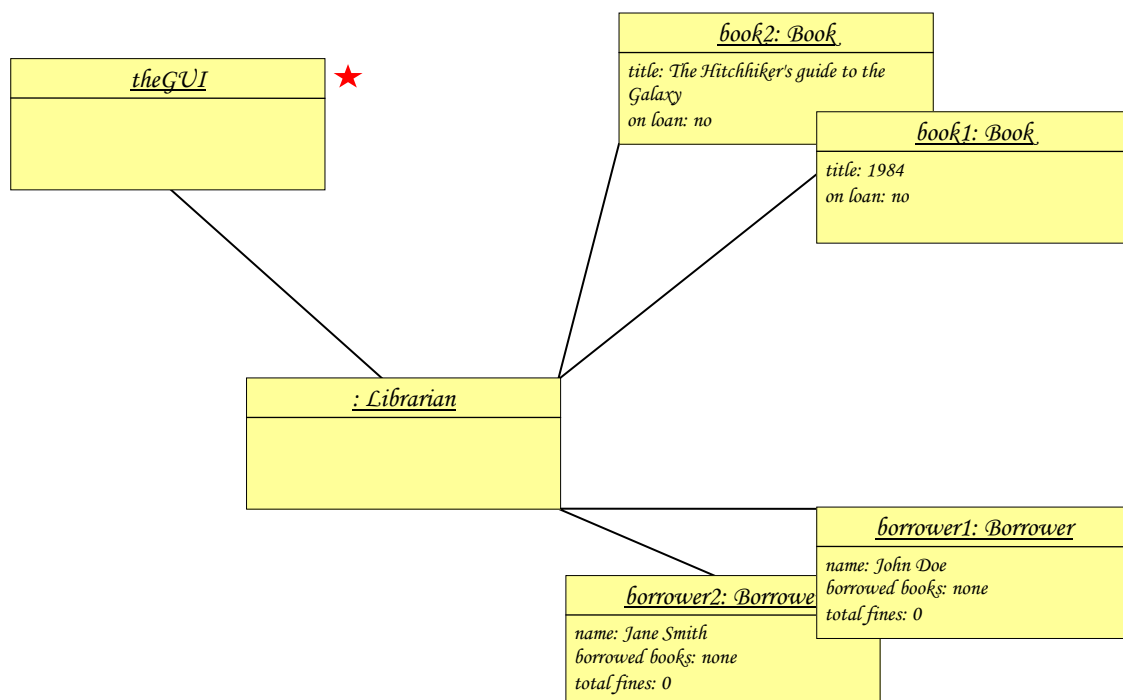 theGUI
book2: Book
title: The Hitchhiker's guide to the
Galaxy
on loan: no
book1: Book
title: 1984
on loan: no
: Librarian
borrower1: Borrower
name: John Doe
borrowed books: none
total fines: 0
borrower2: Borrowe
name: Jane Smith
borrowed books: none
total fines: 0